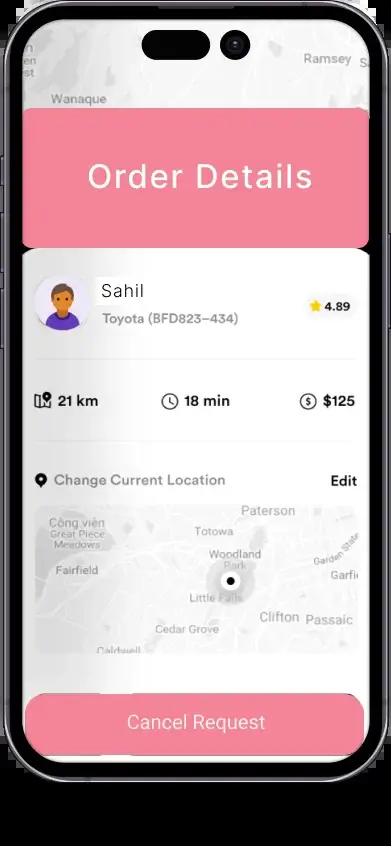 Ramsey
Wanaque
Order Details
Sahil
Toyota (BFD823–434)
4.89
21 km
18 min
$125
Change Current Location
Edit
Paterson
Công viên
Great Piece
Meadows
Totowa
Woodland
Park
Garden State
Fairfield
Little Falls
Clifton
Passaic
Cedar Grove
Caldwell
Cancel Request